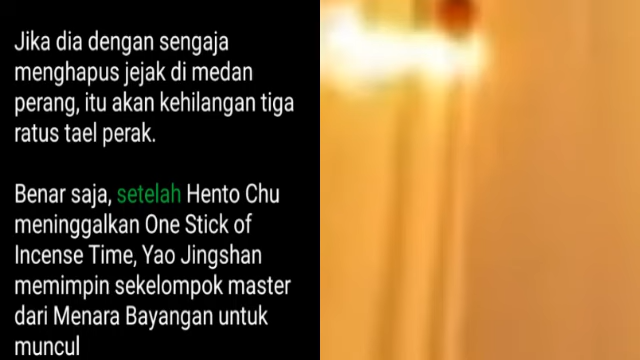 Jika dia dengan sengaja
menghapus jejak di medan
perang, itu akan kehilangan tiga
ratus tael perak.
Benar saja, setelah Hento Chu
meninggalkan One Stick of
Incense Time, Yao Jingshan
memimpin sekelompok master
dari Menara Bayangan untuk
muncul